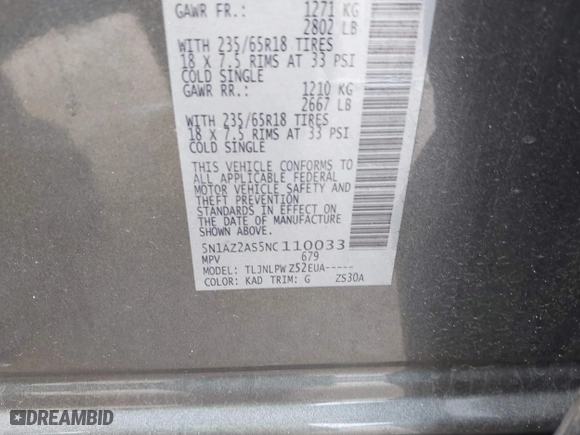 GAWR FR.: 1271 KG
2802 LB
WITH 235/65R18 TIRES
18 X 7.5 RIMS AT 33 PSI
COLD SINGLE
GAWR RR.: 1210 KG
2667 LB
WITH 235/65R18 TIRES
18 X 7.5 RIMS AT 33 PSI
COLD SINGLE
THIS VEHICLE CONFORMS TO
ALL APPLICABLE FEDERAL
MOTOR VEHICLE SAFETY AND
THEFT PREVENTION
STANDARDS IN EFFECT ON
THE DATE OF MANUFACTURE
SHOWN ABOVE.
5N1AZ2AS5NC110033
MPV 679
MODEL: TLJNLPWZ52EUA-----
COLOR: KAD TRIM: G ZS30A
DREAMBID